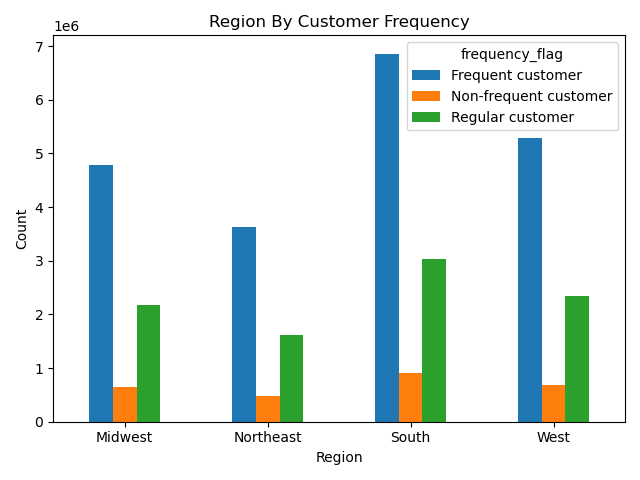 Region By Customer Frequency
1e6
7
6
5
4
3
2
1
0
Count
frequency_flag
Frequent customer
Non-frequent customer
Regular customer
Midwest
Northeast
South
West
Region